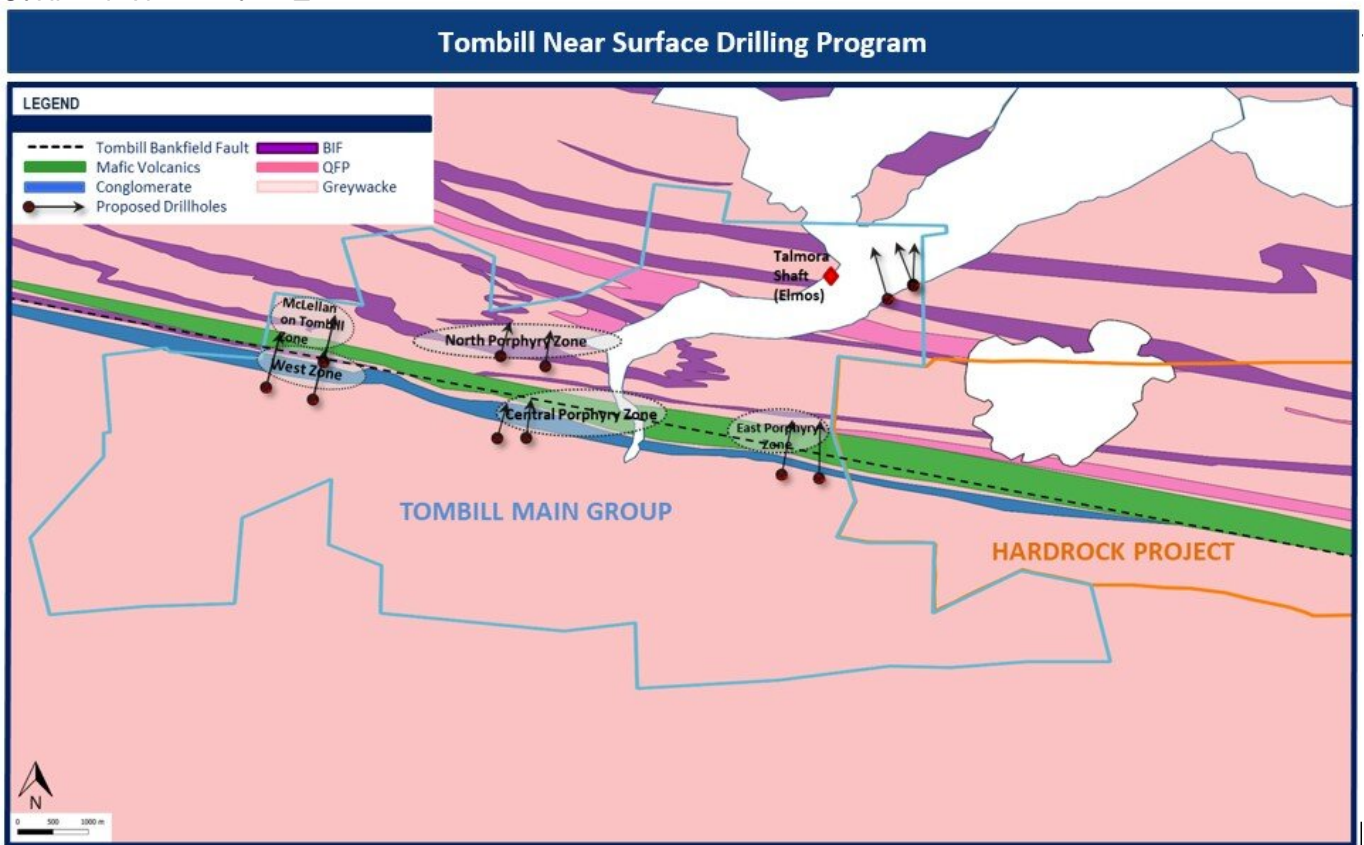 Tombill Near Surface Drilling Program
LEGEND
Tombill Bankfield Fault
BIF
Mafic Volcanics
QFP
Conglomerate
Greywacke
Proposed Drillholes
Talmora
Shaft
(Elmos)
McLellan
on Tombill
Zone
North Porphyry Zone
West Zone
Central Porphyry Zone
East Porphyry
Zone
TOMBILL MAIN GROUP
HARDROCK PROJECT
N
0 500 1000 m